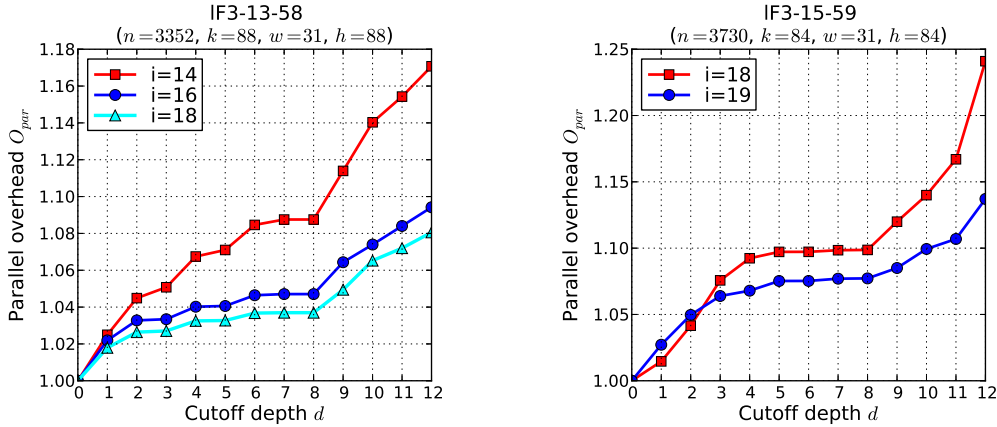 lF3-13-58
(n=3352, k=88, w=31, h=88)
1.18
1.16
1.14
1.12
1.10
1.08
1.06
1.04
1.02
1.00
Parallel overhead O_par
i=14
i=16
i=18
0 1 2 3 4 5 6 7 8 9 10 11 12
Cutoff depth d
lF3-15-59
(n=3730, k=84, w=31, h=84)
1.25
1.20
1.15
1.10
1.05
1.00
Parallel overhead O_par
i=18
i=19
0 1 2 3 4 5 6 7 8 9 10 11 12
Cutoff depth d